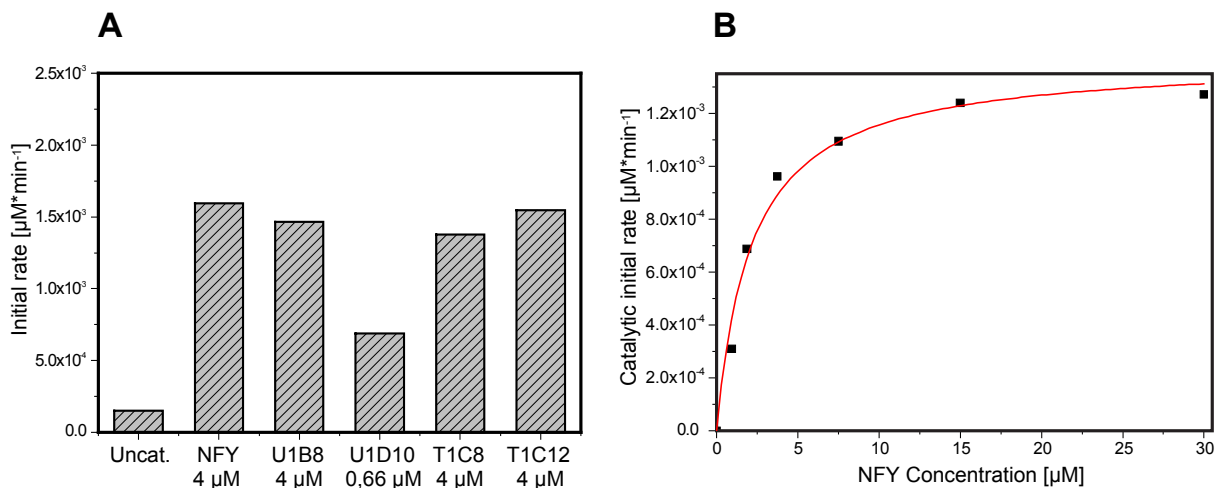 A
2.5x10³
2.0x10³
1.5x10³
1.0x10³
5.0x10⁴
0.0
Initial rate [µM*min⁻¹]
Uncat. NFY U1B8 U1D10 T1C8 T1C12
4 µM 4 µM 0,66 µM 4 µM 4 µM
B
1.2x10⁻³
1.0x10⁻³
8.0x10⁻⁴
6.0x10⁻⁴
4.0x10⁻⁴
2.0x10⁻⁴
0.0
Catalytic initial rate [µM*min⁻¹]
0 5 10 15 20 25 30
NFY Concentration [µM]